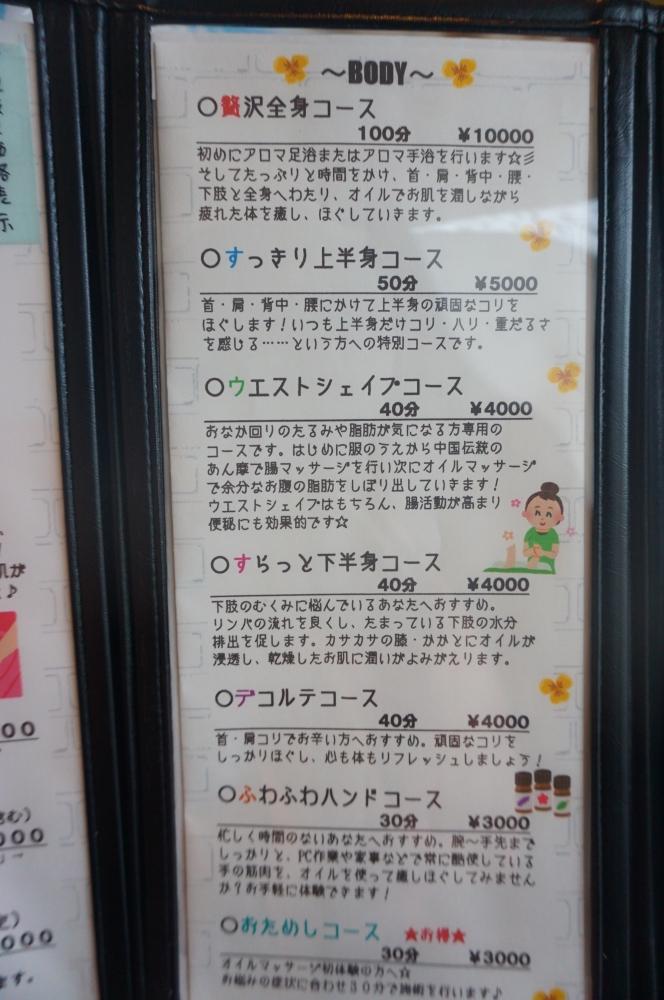 ～BODY～
○贅沢全身コース
100分 ¥10000
初めにアロマ足浴またはアロマ手浴を行います☆彡
そしてたっぷりと時間をかけ、首・肩・背中・腰・
下肢と全身へわたり、オイルでお肌を潤しながら
疲れた体を癒し、ほぐしていきます。
○すっきり上半身コース
50分 ¥5000
首・肩・背中・腰にかけて上半身の頑固なコリを
ほぐします！いつも上半身だけコリ・ハリ・重だるさ
を感じる……という方への特別コースです。
○ウエストシェイプコース
40分 ¥4000
おなか回りのたるみや脂肪が気になる方専用の
コースです。はじめに服のうえから中国伝統の
あん摩で腸マッサージを行い次にオイルマッサージ
で余分なお腹の脂肪をしぼり出していきます！
ウエストシェイプはもちろん、腸活動が高まり
便秘にも効果的です☆
○すらっと下半身コース
40分 ¥4000
下肢のむくみに悩んでいるあなたへおすすめ。
リンパの流れを良くし、たまっている下肢の水分
排出を促します。カサカサの膝・かかとにオイルが
浸透し、乾燥したお肌に潤いがよみがえります。
○デコルテコース
40分 ¥4000
首・肩コリでお辛い方へおすすめ。頑固なコリを
しっかりほぐし、心も体もリフレッシュしましょう！
○ふわふわハンドコース
30分 ¥3000
忙しく時間のないあなたへおすすめ。腕～手先まで
しっかりと、PC作業や家事などで常に酷使している
手の筋肉を、オイルを使って癒しほぐしてみません
か？お手軽に体験できます！
○おためしコース ★お得★
30分 ¥3000
オイルマッサージ初体験の方へ☆
お悩みの症状に合わせ30分で施術を行います♪